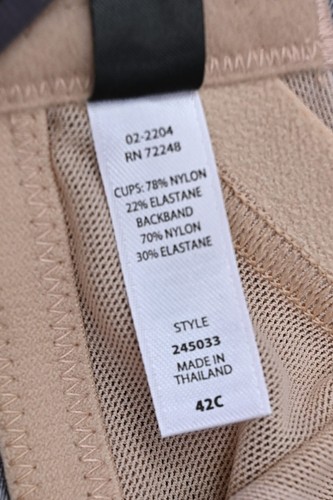 02-2204
RN 72248
CUPS: 78% NYLON
22% ELASTANE
BACKBAND
70% NYLON
30% ELASTANE
STYLE
245033
MADE IN
THAILAND
42C